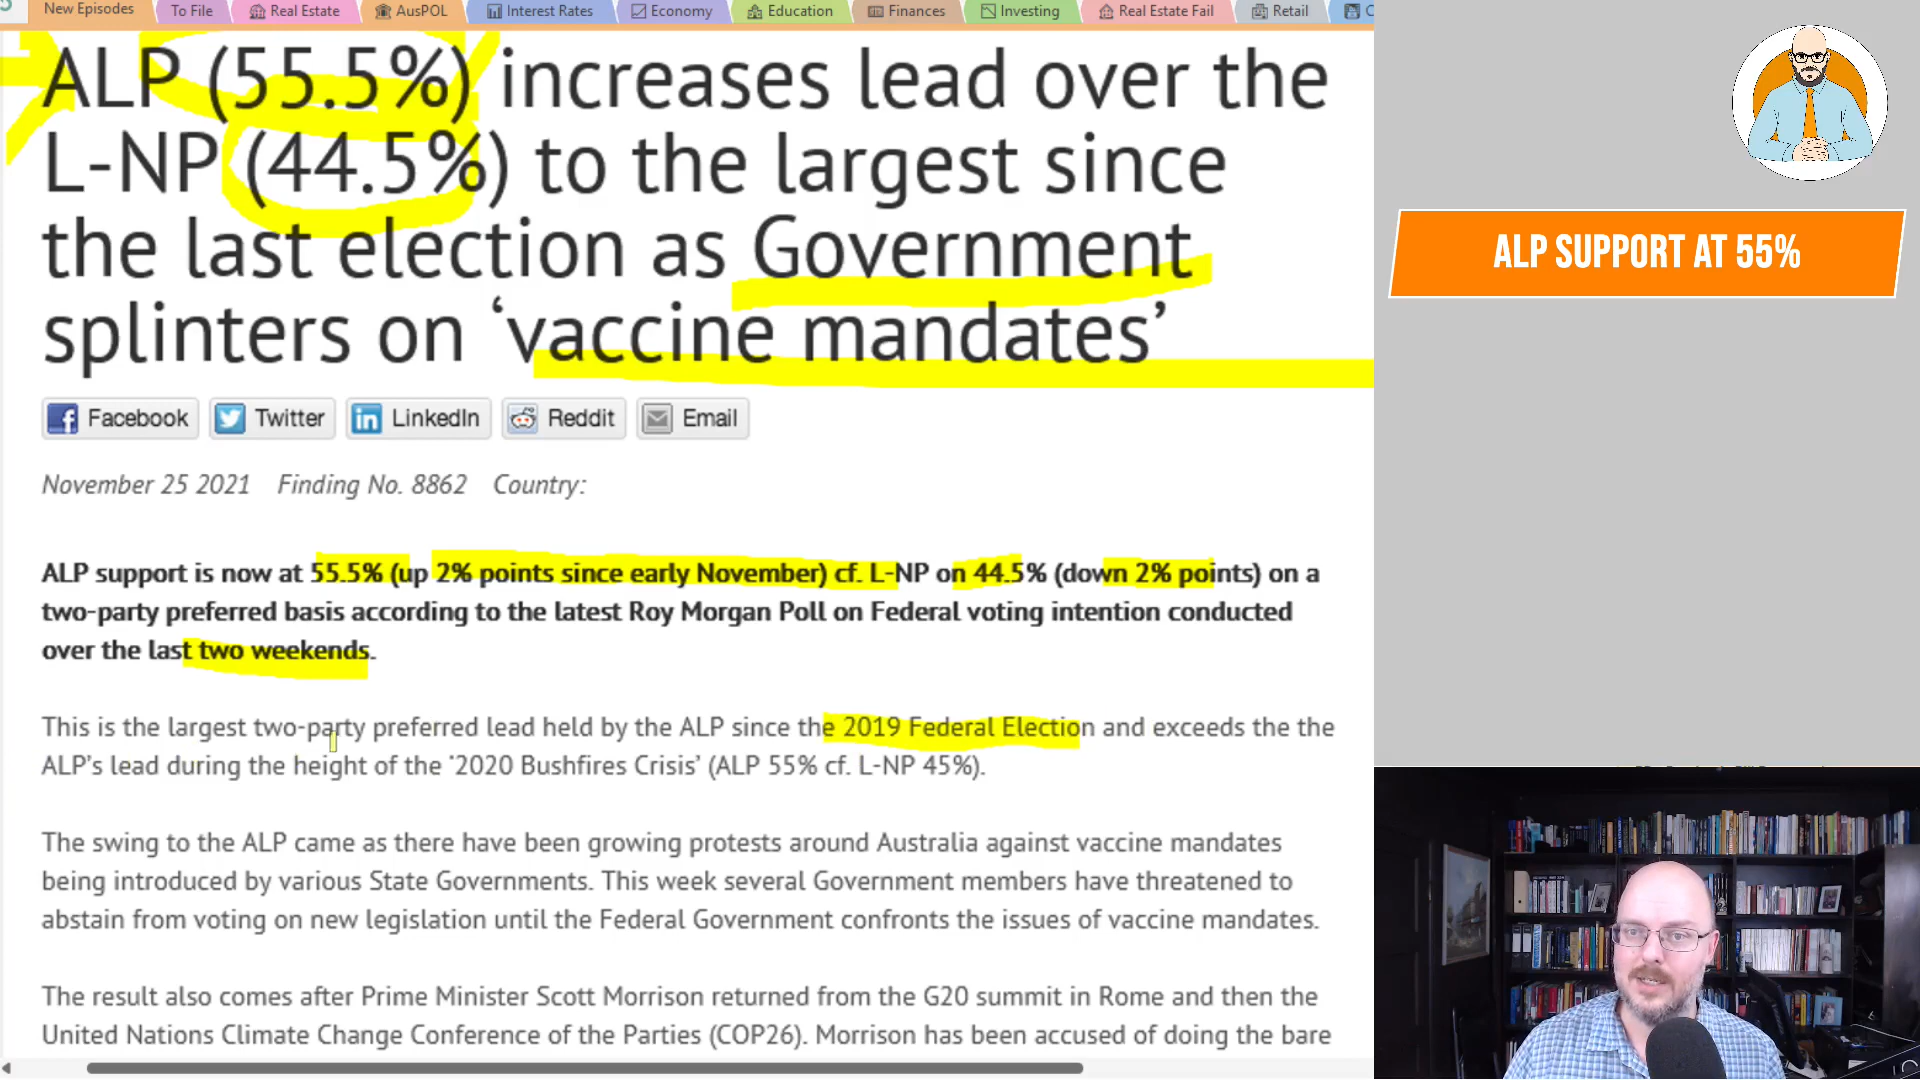 New Episodes
To File
Real Estate
AusPOL
Interest Rates
Economy
Education
Finances
Investing
Real Estate Fail
Retail
ALP (55.5%) increases lead over the
L-NP (44.5%) to the largest since
the last election as Government
splinters on ‘vaccine mandates’
Facebook
Twitter
LinkedIn
Reddit
Email
November 25 2021 Finding No. 8862 Country:
ALP support is now at 55.5% (up 2% points since early November) cf. L-NP on 44.5% (down 2% points) on a
two-party preferred basis according to the latest Roy Morgan Poll on Federal voting intention conducted
over the last two weekends.
This is the largest two-party preferred lead held by the ALP since the 2019 Federal Election and exceeds the the
ALP’s lead during the height of the ‘2020 Bushfires Crisis’ (ALP 55% cf. L-NP 45%).
The swing to the ALP came as there have been growing protests around Australia against vaccine mandates
being introduced by various State Governments. This week several Government members have threatened to
abstain from voting on new legislation until the Federal Government confronts the issues of vaccine mandates.
The result also comes after Prime Minister Scott Morrison returned from the G20 summit in Rome and then the
United Nations Climate Change Conference of the Parties (COP26). Morrison has been accused of doing the bare
ALP SUPPORT AT 55%